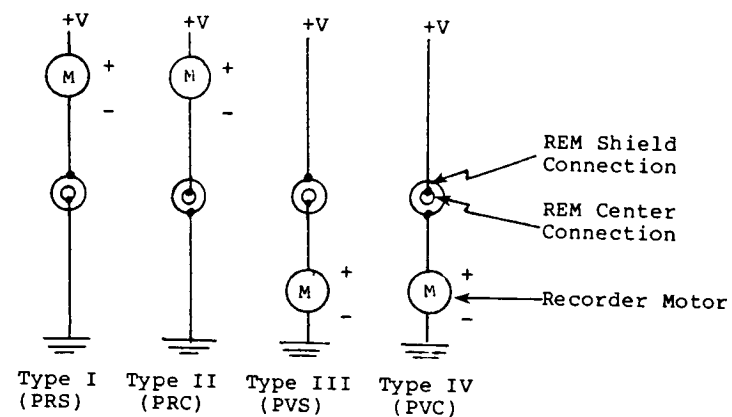 +V +V +V +V
M + M +
- -
REM Shield
Connection
REM Center
Connection
M + M +
Recorder Motor
- -
Type I Type II Type III Type IV
(PRS) (PRC) (PVS) (PVC)